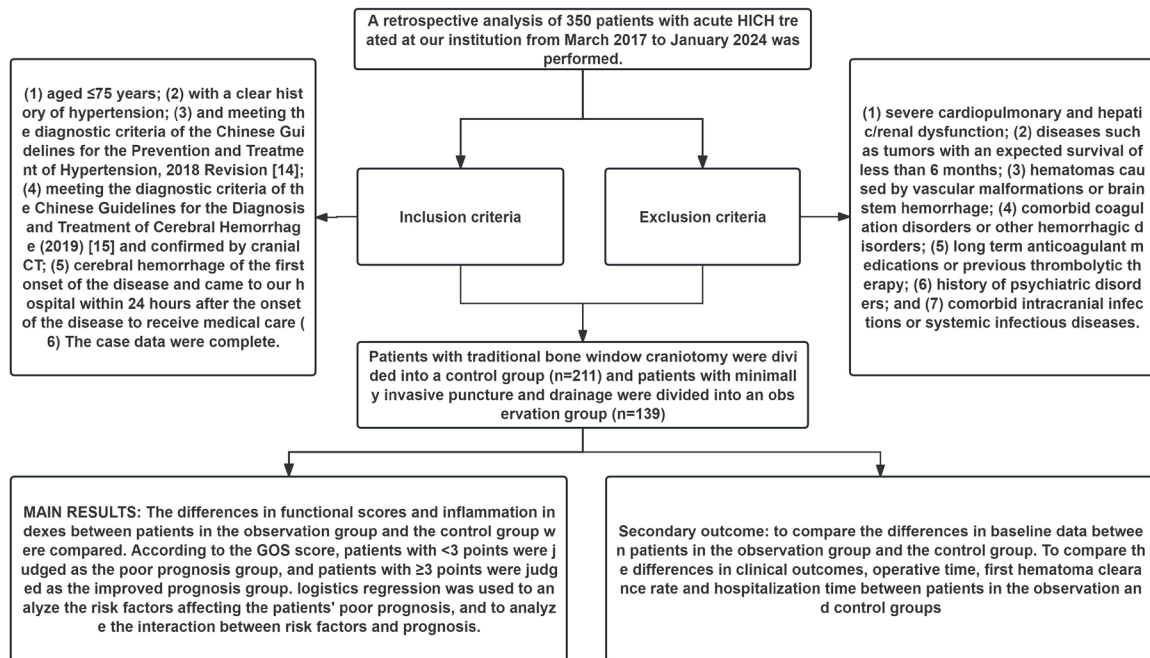 A retrospective analysis of 350 patients with acute HICH tre
ated at our institution from March 2017 to January 2024 was
performed.
(1) aged ≤75 years; (2) with a clear hist
ory of hypertension; (3) and meeting th
e diagnostic criteria of the Chinese Gui
delines for the Prevention and Treatme
nt of Hypertension, 2018 Revision [14];
(4) meeting the diagnostic criteria of th
e Chinese Guidelines for the Diagnosis
and Treatment of Cerebral Hemorrhag
e (2019) [15] and confirmed by cranial
CT; (5) cerebral hemorrhage of the first
onset of the disease and came to our h
ospital within 24 hours after the onset
of the disease to receive medical care (
6) The case data were complete.
Inclusion criteria
Exclusion criteria
(1) severe cardiopulmonary and hepati
c/renal dysfunction; (2) diseases such
as tumors with an expected survival of
less than 6 months; (3) hematomas cau
sed by vascular malformations or brain
stem hemorrhage; (4) comorbid coagul
ation disorders or other hemorrhagic d
isorders; (5) long term anticoagulant m
edications or previous thrombolytic th
erapy; (6) history of psychiatric disord
ers; and (7) comorbid intracranial infec
tions or systemic infectious diseases.
Patients with traditional bone window craniotomy were divi
ded into a control group (n=211) and patients with minimall
y invasive puncture and drainage were divided into an obs
ervation group (n=139)
MAIN RESULTS: The differences in functional scores and inflammation in
dexes between patients in the observation group and the control group w
ere compared. According to the GOS score, patients with <3 points were j
udged as the poor prognosis group, and patients with ≥3 points were judg
ed as the improved prognosis group. logistics regression was used to an
alyze the risk factors affecting the patients' poor prognosis, and to analyz
e the interaction between risk factors and prognosis.
Secondary outcome: to compare the differences in baseline data betwee
n patients in the observation group and the control group. To compare th
e differences in clinical outcomes, operative time, first hematoma cleara
nce rate and hospitalization time between patients in the observation an
d control groups